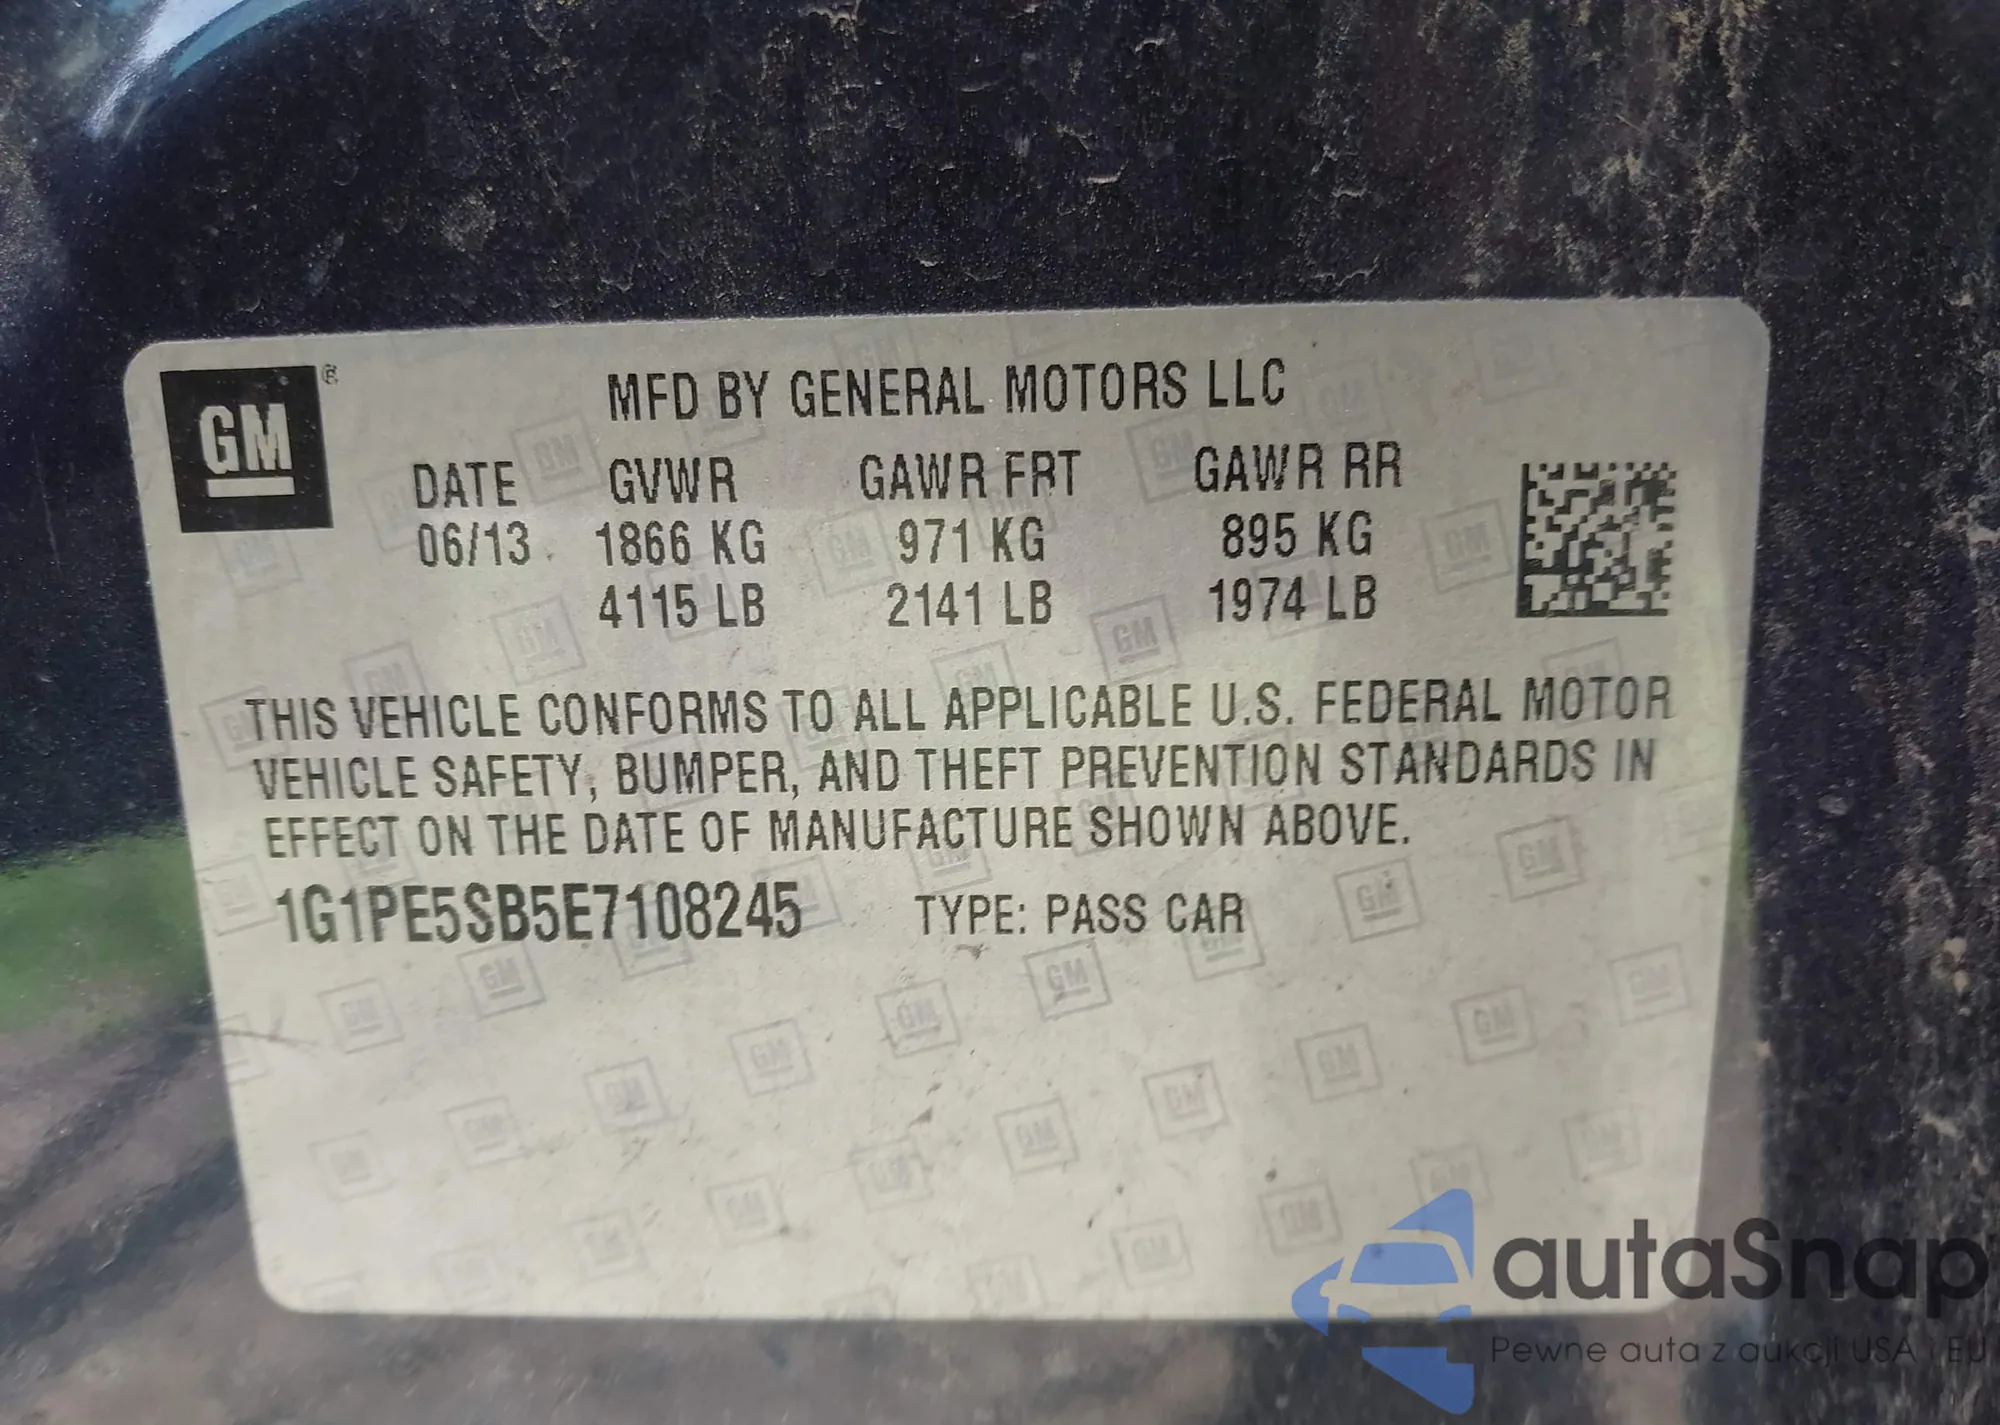 GM
MFD BY GENERAL MOTORS LLC
DATE GVWR GAWR FRT GAWR RR
06/13 1866 KG 971 KG 895 KG
4115 LB 2141 LB 1974 LB
THIS VEHICLE CONFORMS TO ALL APPLICABLE U.S. FEDERAL MOTOR
VEHICLE SAFETY, BUMPER, AND THEFT PREVENTION STANDARDS IN
EFFECT ON THE DATE OF MANUFACTURE SHOWN ABOVE.
1G1PE5SB5E7108245 TYPE: PASS CAR
autaSnap
Pewne auta z aukcji USA i EU